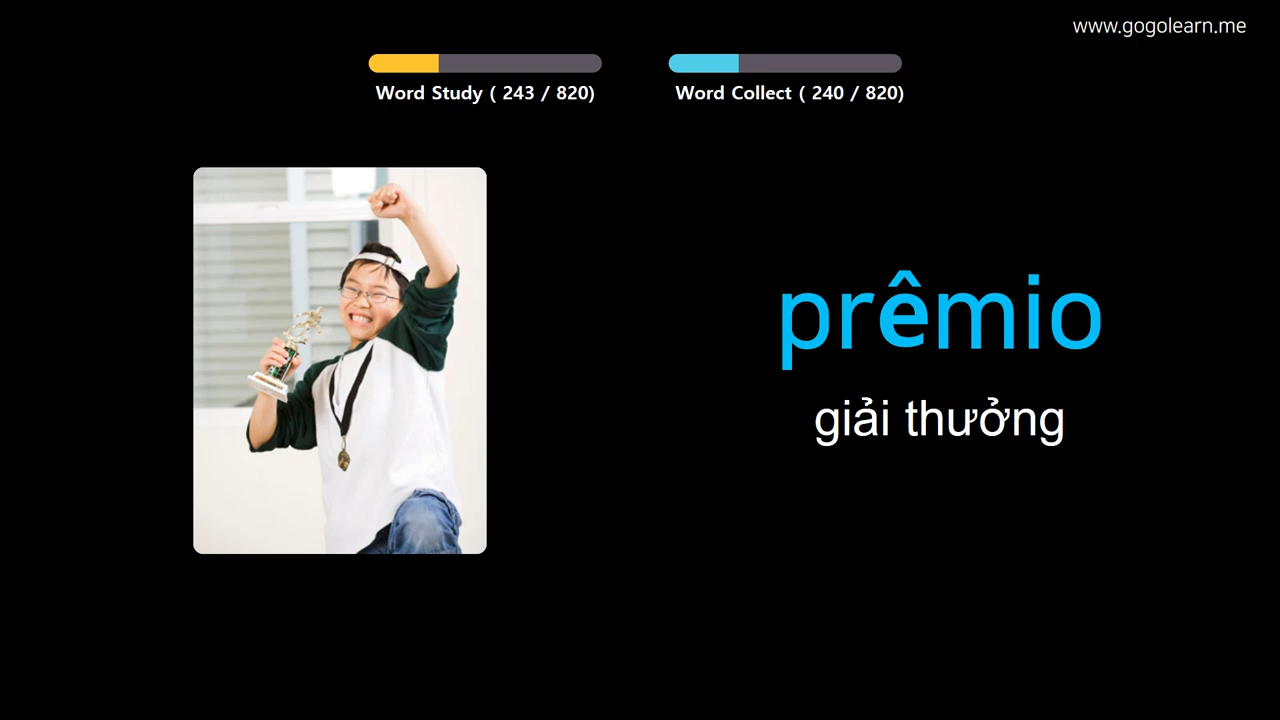 www.gogolearn.me
Word Study ( 243 / 820)
Word Collect ( 240 / 820)
prêmio
giải thưởng